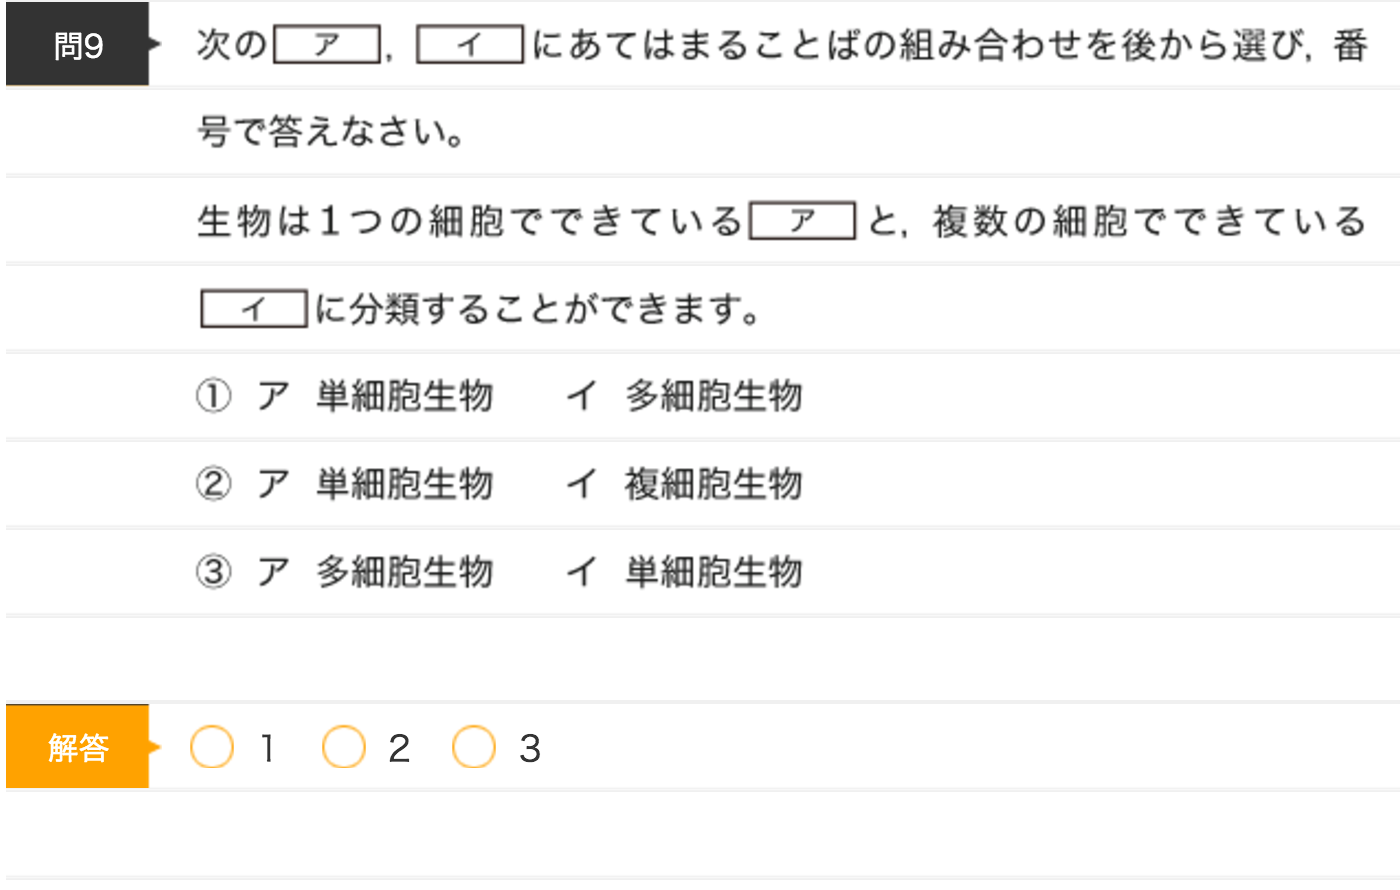 問9 次の ア , イ にあてはまることばの組み合わせを後から選び, 番
号で答えなさい。
生物は1つの細胞でできている ア と, 複数の細胞でできている
イ に分類することができます。
① ア 単細胞生物 イ 多細胞生物
② ア 単細胞生物 イ 複細胞生物
③ ア 多細胞生物 イ 単細胞生物
解答 1 2 3